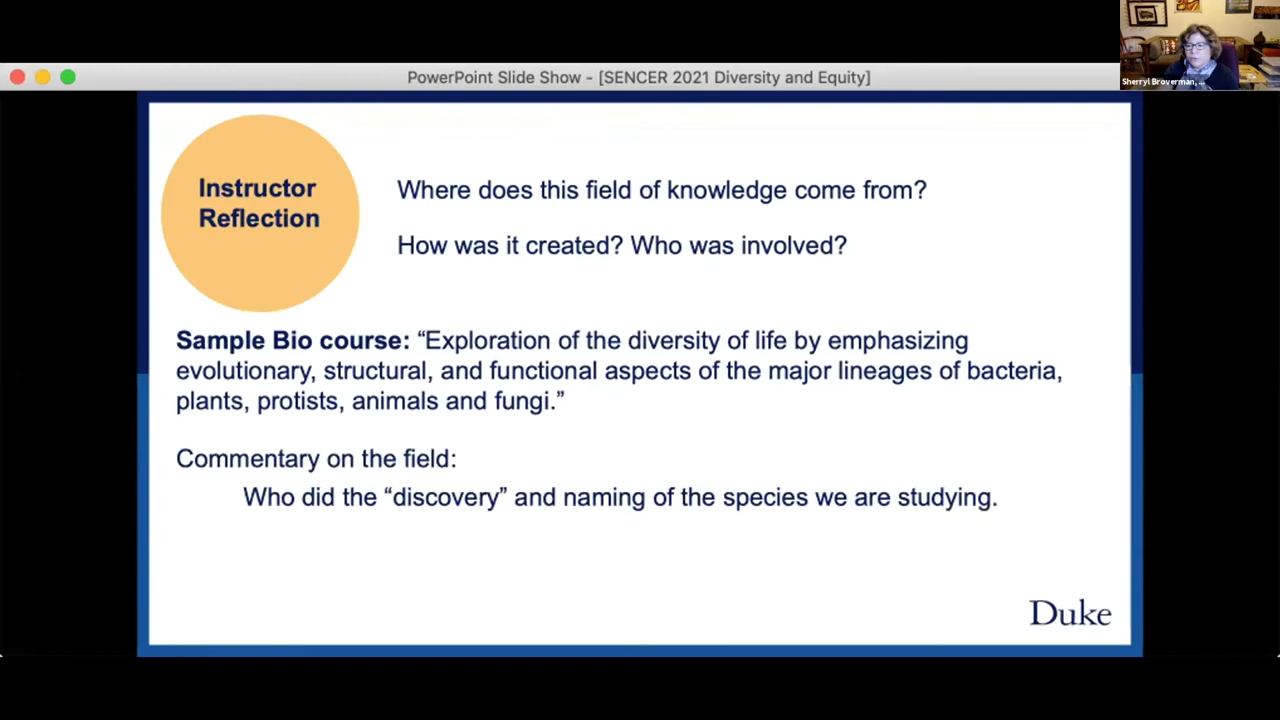 Sherryl Broverman, ...
PowerPoint Slide Show - [SENCER 2021 Diversity and Equity]
Instructor
Reflection
Where does this field of knowledge come from?
How was it created? Who was involved?
Sample Bio course: “Exploration of the diversity of life by emphasizing
evolutionary, structural, and functional aspects of the major lineages of bacteria,
plants, protists, animals and fungi.”
Commentary on the field:
Who did the “discovery” and naming of the species we are studying.
Duke